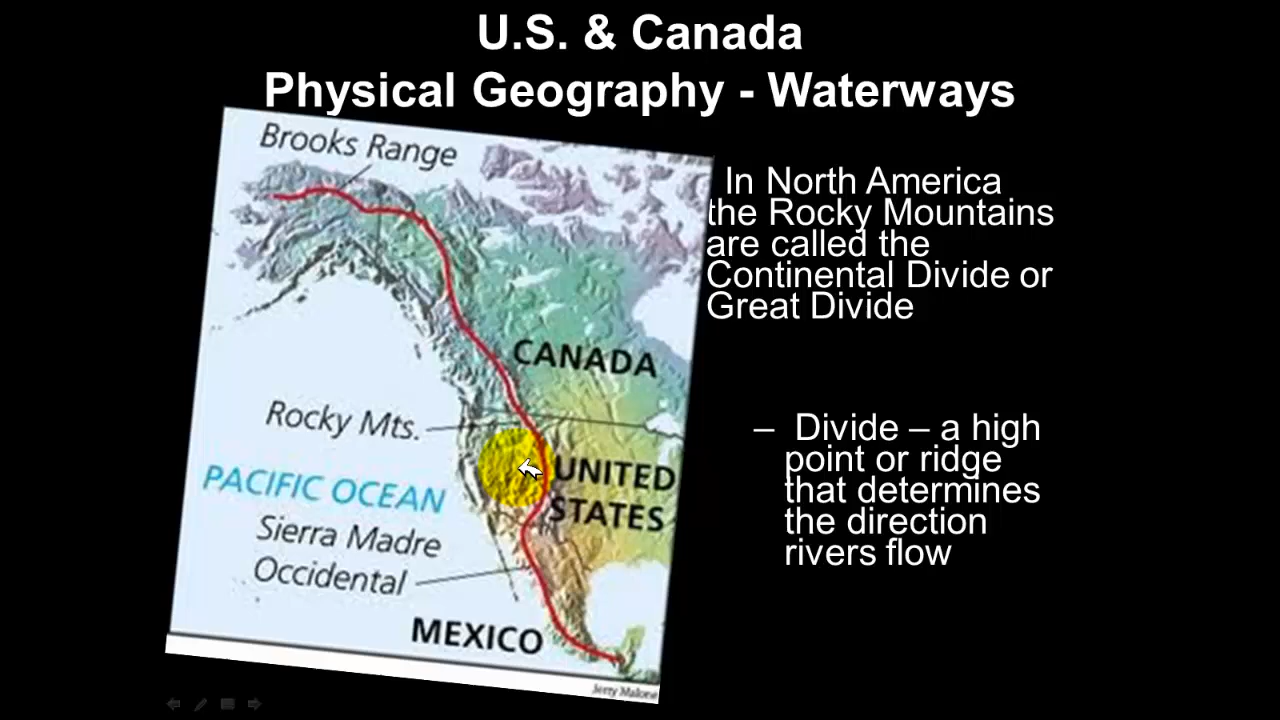 U.S. & Canada
Physical Geography - Waterways
Brooks Range
CANADA
Rocky Mts.
PACIFIC OCEAN
UNITED
STATES
Sierra Madre
Occidental
MEXICO
Jerry Malone
In North America
the Rocky Mountains
are called the
Continental Divide or
Great Divide
– Divide – a high
point or ridge
that determines
the direction
rivers flow